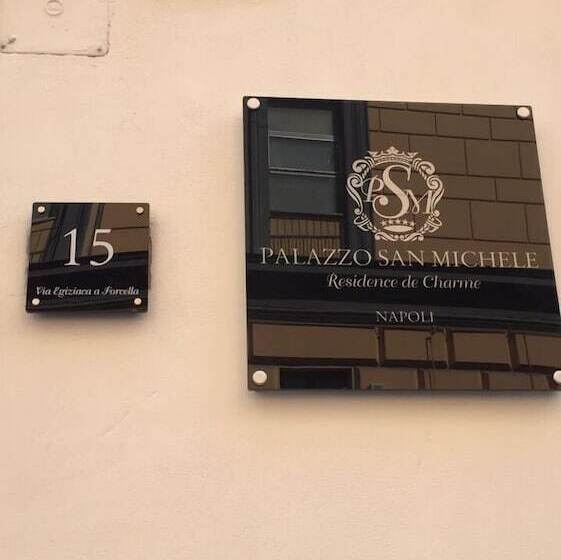 15
Via Egiziaca a Forcella
PSM
PALAZZO SAN MICHELE
Residence de Charme
NAPOLI